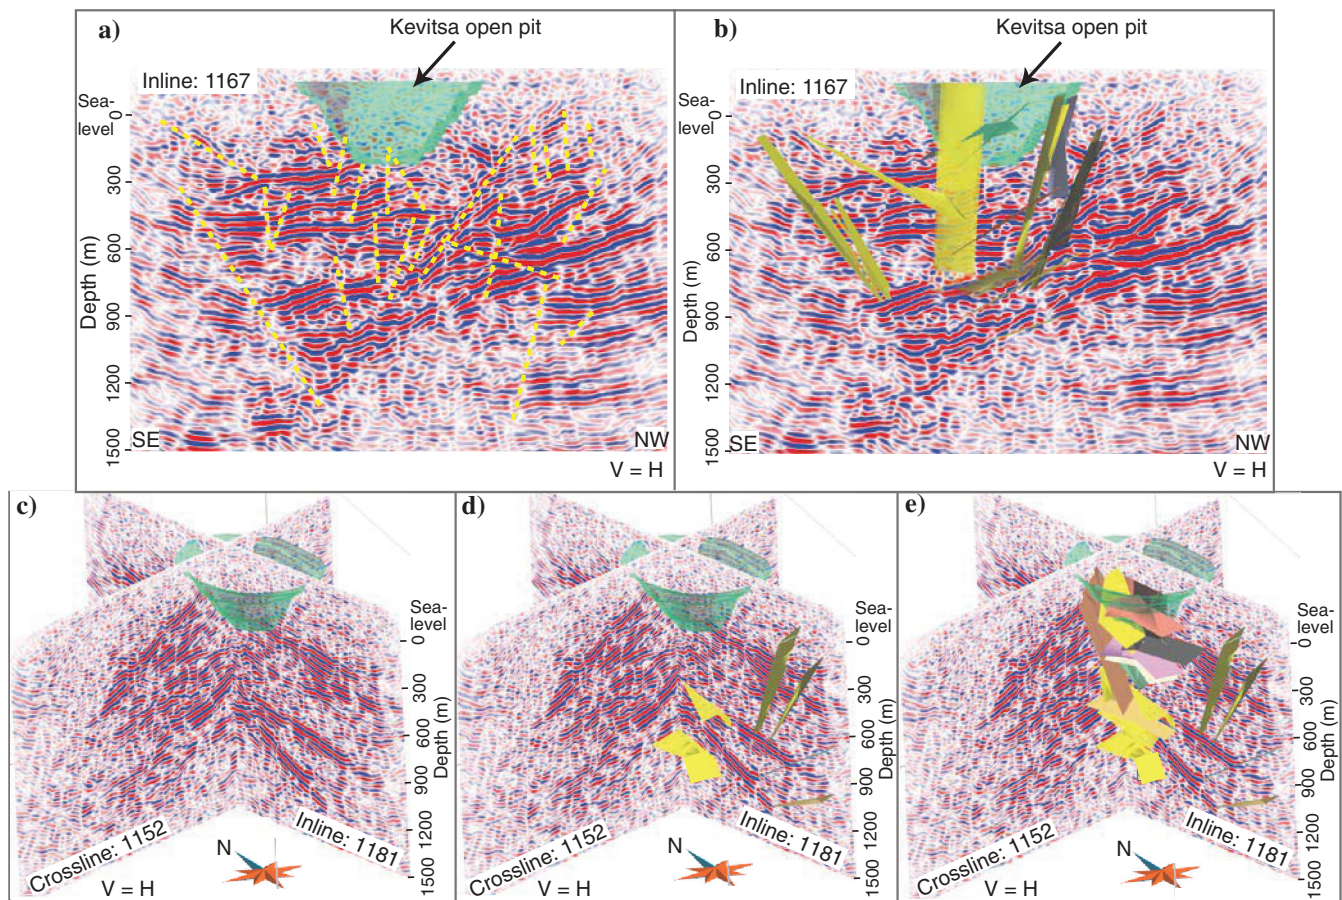 a)
Kevitsa open pit
Inline: 1167
Sea-
level
0
300
600
900
1200
1500
Depth (m)
SE
NW
V = H
b)
Kevitsa open pit
Inline: 1167
Sea-
level
0
300
600
900
1200
1500
Depth (m)
SE
NW
V = H
c)
Sea-
level
0
300
600
900
1200
1500
Depth (m)
Crossline: 1152
Inline: 1181
N
V = H
d)
Sea-
level
0
300
600
900
1200
1500
Depth (m)
Crossline: 1152
Inline: 1181
N
V = H
e)
Sea-
level
0
300
600
900
1200
1500
Depth (m)
Crossline: 1152
Inline: 1181
N
V = H